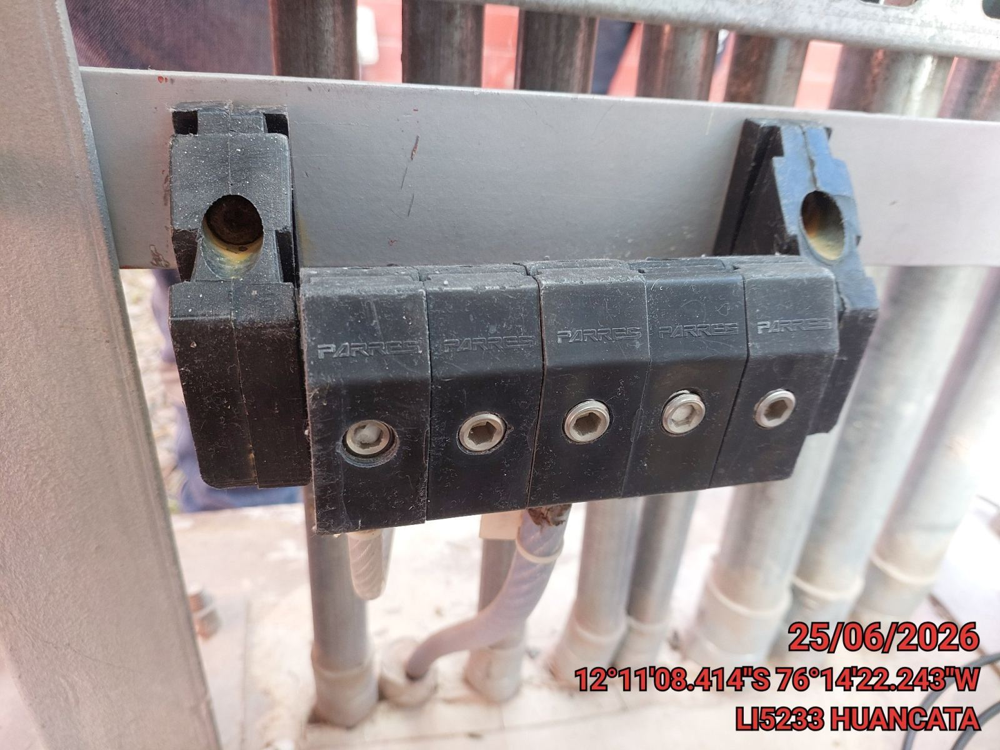 PARRES PARRES PARRES PARRES PARRES
25/06/2026
12°11'08.414"S 76°14'22.243"W
LI5233 HUANCATA